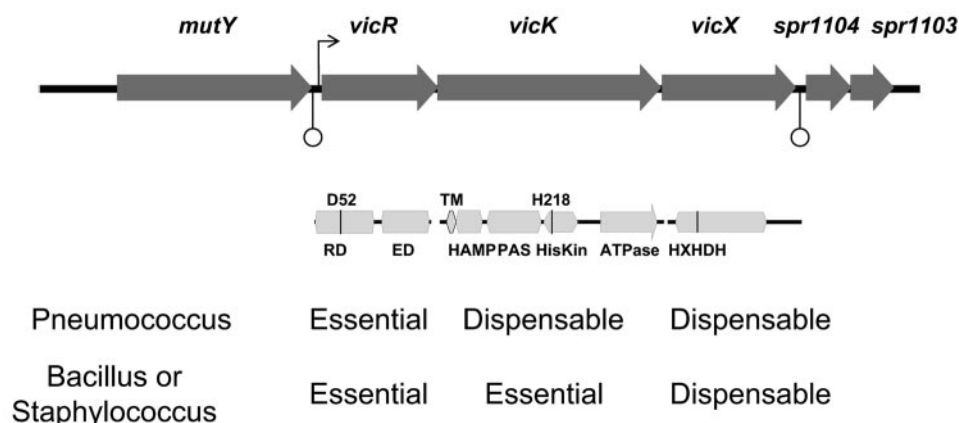 mutY vicR vicK vicX spr1104 spr1103
D52 TM H218
RD ED HAMP PAS HisKin ATPase HXHDH
Pneumococcus Essential Dispensable Dispensable
Bacillus or
Staphylococcus Essential Essential Dispensable